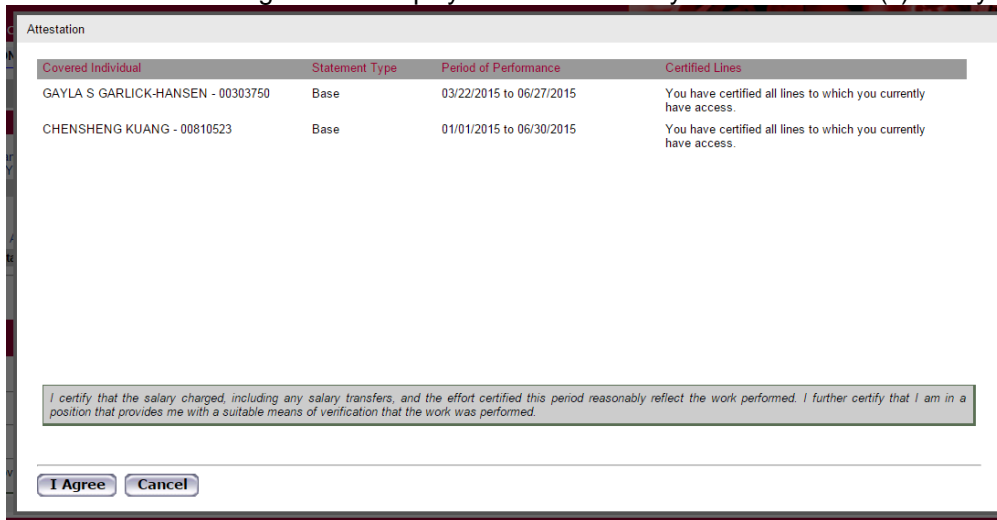 Attestation
Covered Individual Statement Type Period of Performance Certified Lines
GAYLA S GARLICK-HANSEN - 00303750 Base 03/22/2015 to 06/27/2015 You have certified all lines to which you currently
have access.
CHENSHENG KUANG - 00810523 Base 01/01/2015 to 06/30/2015 You have certified all lines to which you currently
have access.
I certify that the salary charged, including any salary transfers, and the effort certified this period reasonably reflect the work performed. I further certify that I am in a
position that provides me with a suitable means of verification that the work was performed.
I Agree Cancel